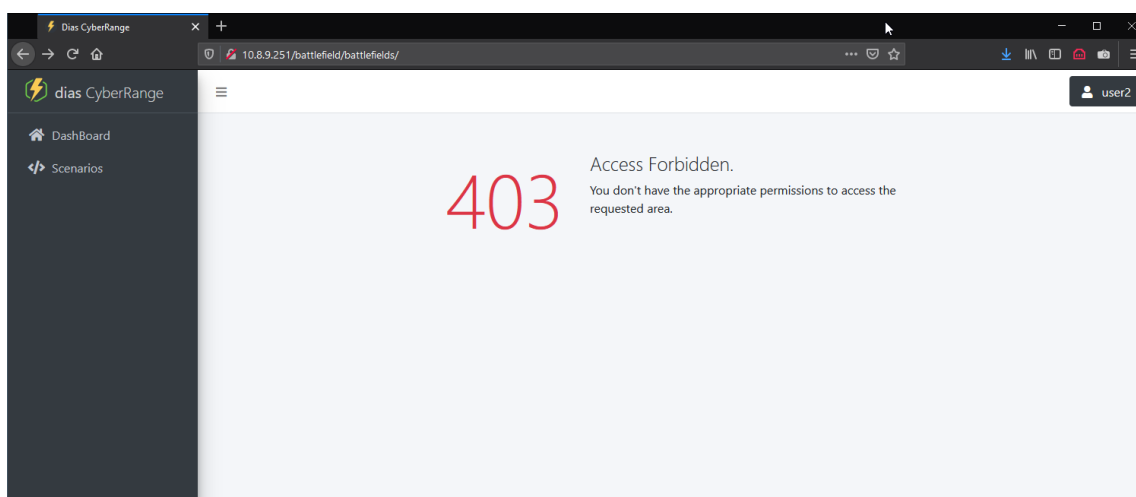 Dias CyberRange
10.8.9.251/battlefield/battlefields/
dias CyberRange
user2
DashBoard
Scenarios
403
Access Forbidden.
You don't have the appropriate permissions to access the
requested area.